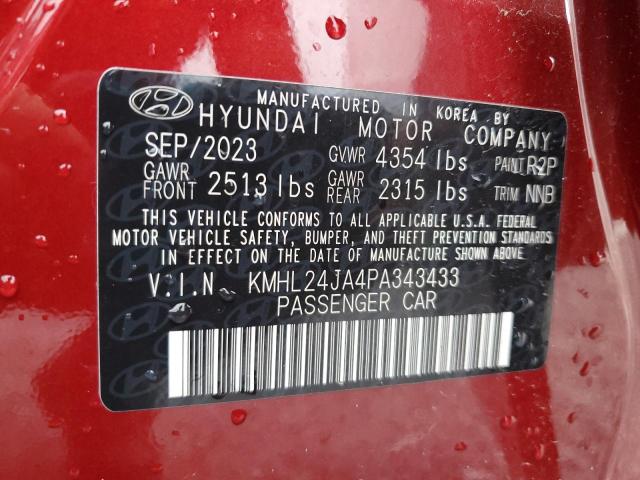 MANUFACTURED IN KOREA BY
HYUNDAI MOTOR COMPANY
SEP/2023 GVWR 4354 lbs PAINT R2P
GAWR FRONT 2513 lbs GAWR REAR 2315 lbs TRIM NNB
THIS VEHICLE CONFORMS TO ALL APPLICABLE U.S.A. FEDERAL
MOTOR VEHICLE SAFETY, BUMPER, AND THEFT PREVENTION STANDARDS
IN EFFECT ON THE DATE OF MANUFACTURE SHOWN ABOVE
V.I.N KMHL24JA4PA343433
PASSENGER CAR